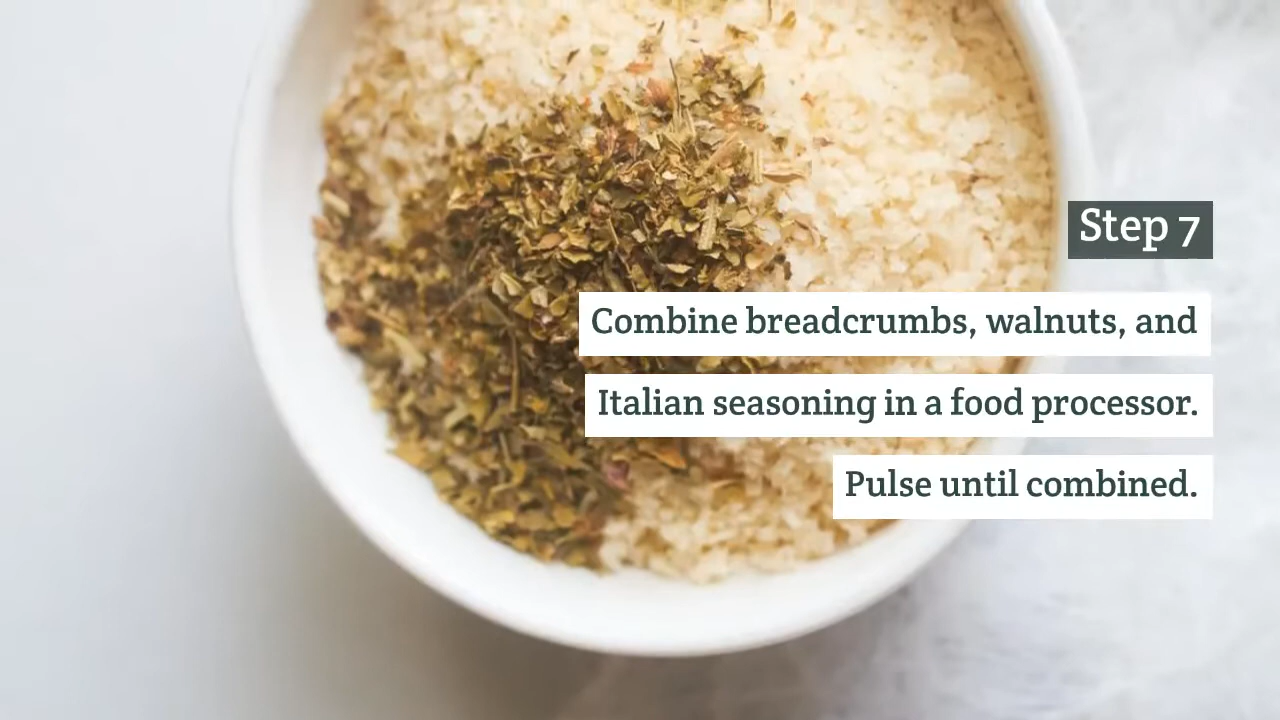 Step 7
Combine breadcrumbs, walnuts, and
Italian seasoning in a food processor.
Pulse until combined.